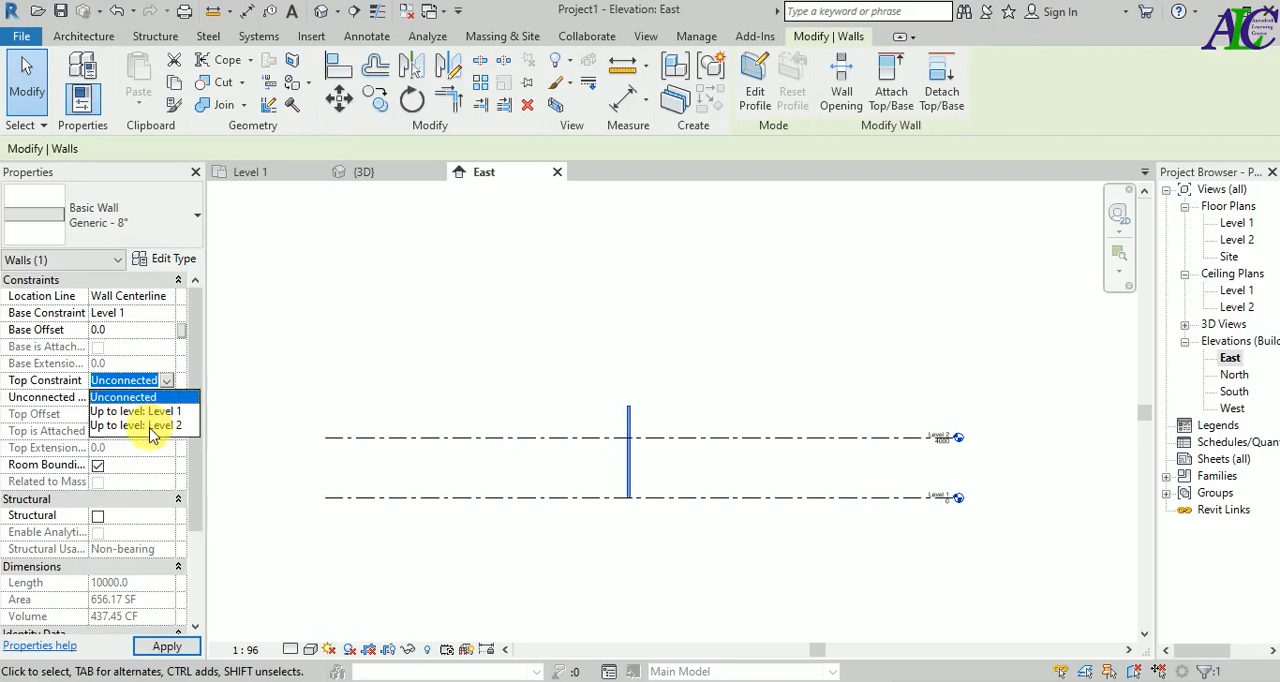 Project1 - Elevation: East
Type a keyword or phrase
Sign In
ALC
File Architecture Structure Steel Systems Insert Annotate Analyze Massing & Site Collaborate View Manage Add-Ins Modify | Walls
Modify
Paste
Cope
Cut
Join
Edit Profile
Reset Profile
Wall Opening
Attach Top/Base
Detach Top/Base
Select Properties Clipboard Geometry Modify View Measure Create Mode Modify Wall
Modify | Walls
Properties
Level 1
{3D}
East
Project Browser - P...
Basic Wall
Generic - 8"
Walls (1)
Edit Type
Constraints
Location Line Wall Centerline
Base Constraint Level 1
Base Offset 0.0
Base is Attach...
Base Extensio... 0.0
Top Constraint Unconnected
Unconnected ... Unconnected
Top Offset Up to level: Level 1
Top is Attached Up to level: Level 2
Top Extension... 0.0
Room Boundi...
Related to Mass
Structural
Structural
Enable Analyti...
Structural Usa... Non-bearing
Dimensions
Length 10000.0
Area 656.17 SF
Volume 437.45 CF
Properties help
Apply
Level 2
4000
Level 1
0
Views (all)
Floor Plans
Level 1
Level 2
Site
Ceiling Plans
Level 1
Level 2
3D Views
Elevations (Build
East
North
South
West
Legends
Schedules/Quan
Sheets (all)
Families
Groups
Revit Links
1 : 96
Click to select, TAB for alternates, CTRL adds, SHIFT unselects.
:0
Main Model
:1